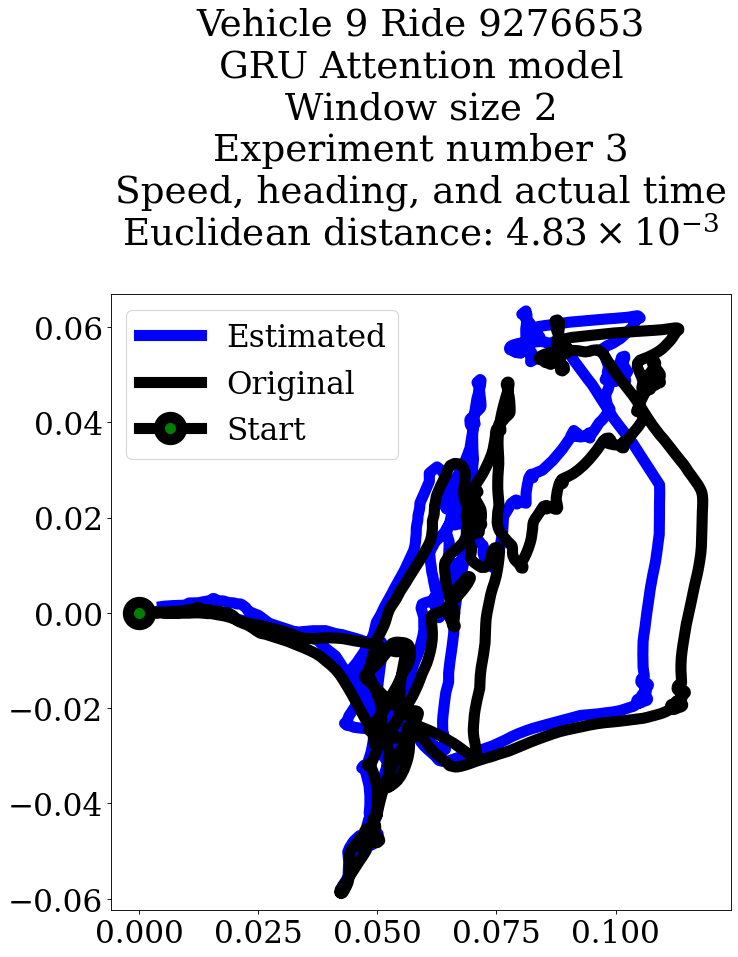 Vehicle 9 Ride 9276653
GRU Attention model
Window size 2
Experiment number 3
Speed, heading, and actual time
Euclidean distance: 4.83 × 10⁻³
Estimated
Original
Start
0.06
0.04
0.02
0.00
−0.02
−0.04
−0.06
0.000 0.025 0.050 0.075 0.100